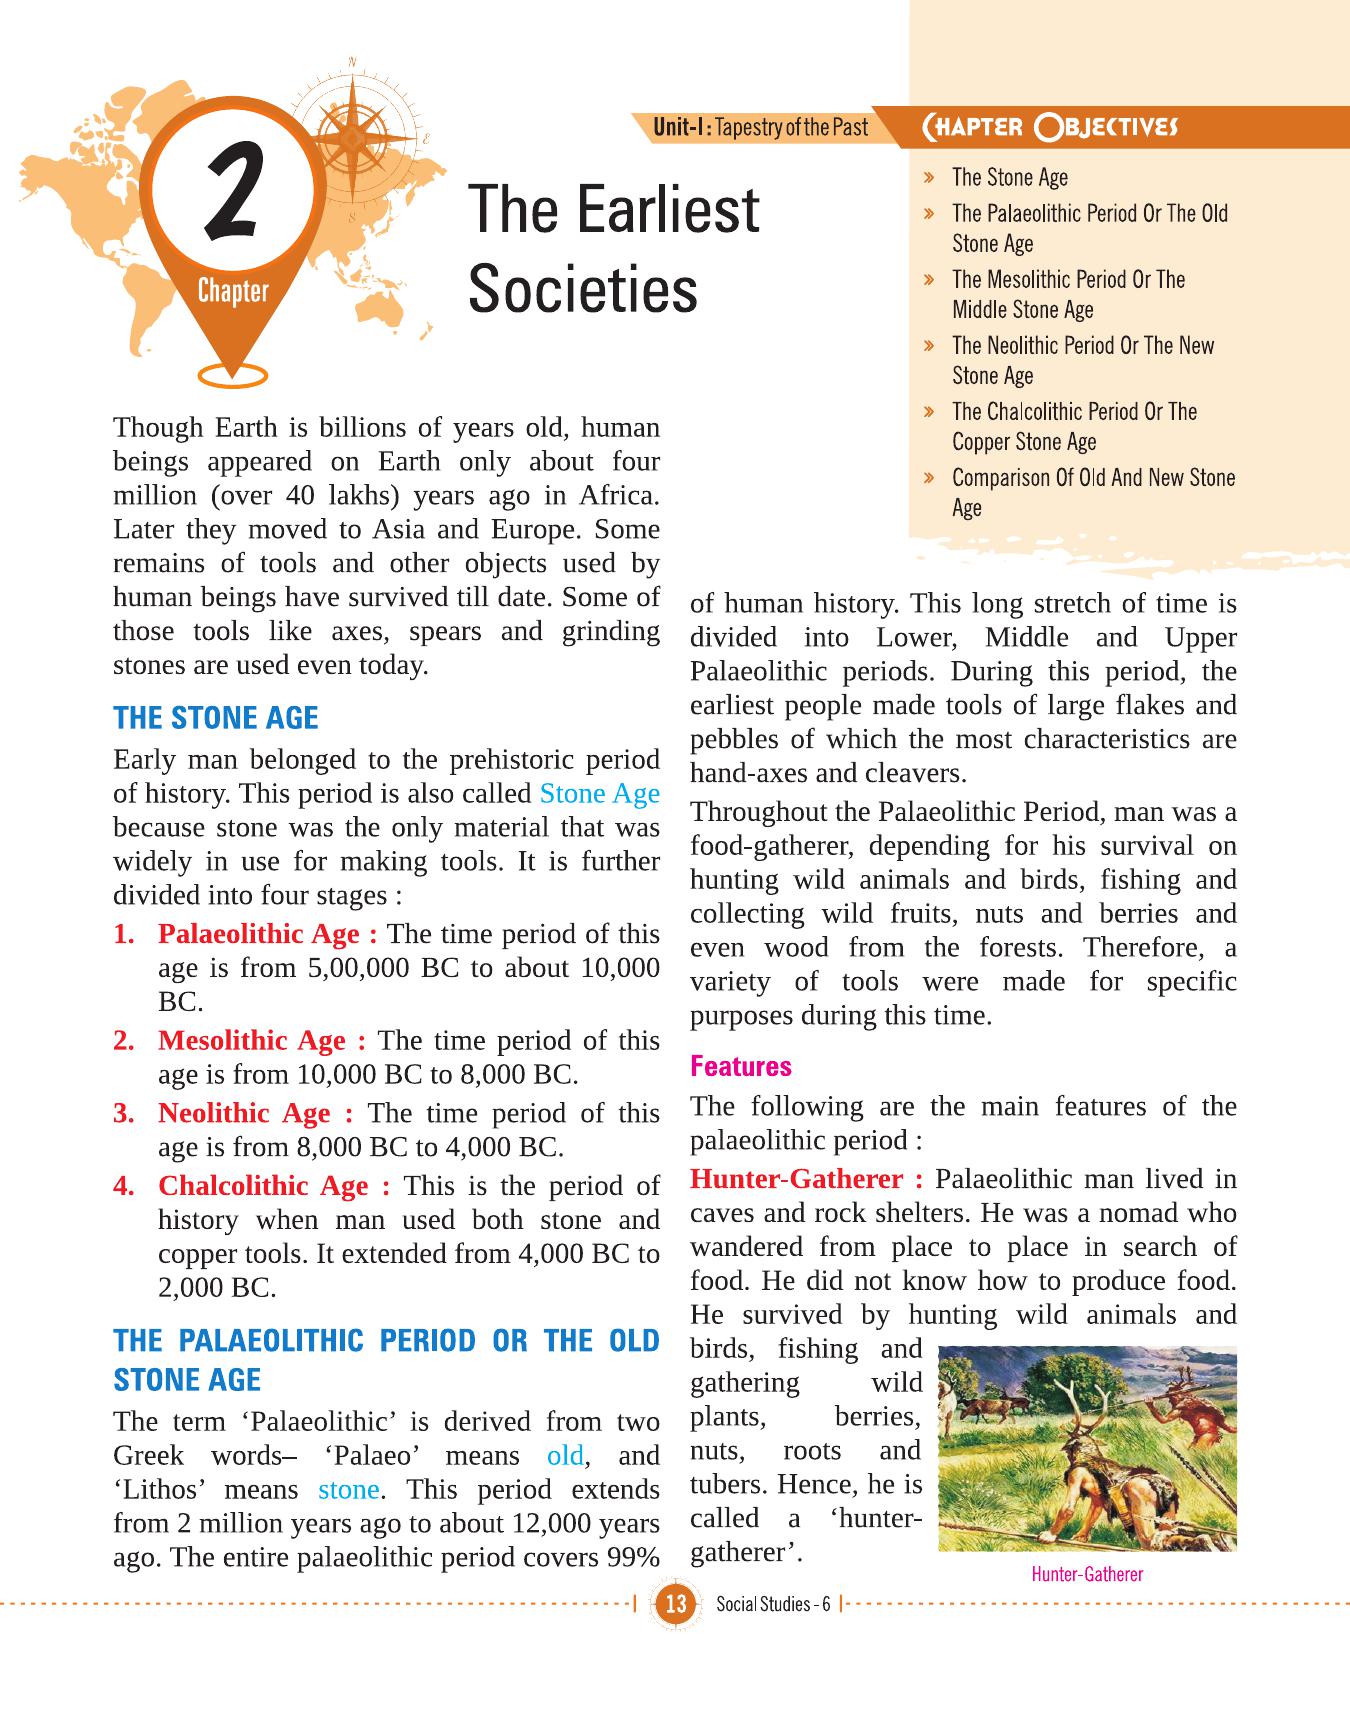 N
E
S
2
Chapter
The Earliest
Societies
Unit-I : Tapestry of the Past
Chapter Objectives
» The Stone Age
» The Palaeolithic Period Or The Old
Stone Age
» The Mesolithic Period Or The
Middle Stone Age
» The Neolithic Period Or The New
Stone Age
» The Chalcolithic Period Or The
Copper Stone Age
» Comparison Of Old And New Stone
Age
Though Earth is billions of years old, human
beings appeared on Earth only about four
million (over 40 lakhs) years ago in Africa.
Later they moved to Asia and Europe. Some
remains of tools and other objects used by
human beings have survived till date. Some of
those tools like axes, spears and grinding
stones are used even today.
THE STONE AGE
Early man belonged to the prehistoric period
of history. This period is also called Stone Age
because stone was the only material that was
widely in use for making tools. It is further
divided into four stages :
1. Palaeolithic Age : The time period of this
age is from 5,00,000 BC to about 10,000
BC.
2. Mesolithic Age : The time period of this
age is from 10,000 BC to 8,000 BC.
3. Neolithic Age : The time period of this
age is from 8,000 BC to 4,000 BC.
4. Chalcolithic Age : This is the period of
history when man used both stone and
copper tools. It extended from 4,000 BC to
2,000 BC.
THE PALAEOLITHIC PERIOD OR THE OLD
STONE AGE
The term ‘Palaeolithic’ is derived from two
Greek words– ‘Palaeo’ means old, and
‘Lithos’ means stone. This period extends
from 2 million years ago to about 12,000 years
ago. The entire palaeolithic period covers 99%
of human history. This long stretch of time is
divided into Lower, Middle and Upper
Palaeolithic periods. During this period, the
earliest people made tools of large flakes and
pebbles of which the most characteristics are
hand-axes and cleavers.
Throughout the Palaeolithic Period, man was a
food-gatherer, depending for his survival on
hunting wild animals and birds, fishing and
collecting wild fruits, nuts and berries and
even wood from the forests. Therefore, a
variety of tools were made for specific
purposes during this time.
Features
The following are the main features of the
palaeolithic period :
Hunter-Gatherer : Palaeolithic man lived in
caves and rock shelters. He was a nomad who
wandered from place to place in search of
food. He did not know how to produce food.
He survived by hunting wild animals and
birds, fishing and
gathering wild
plants, berries,
nuts, roots and
tubers. Hence, he is
called a ‘hunter-
gatherer’.
Hunter-Gatherer
13
Social Studies - 6